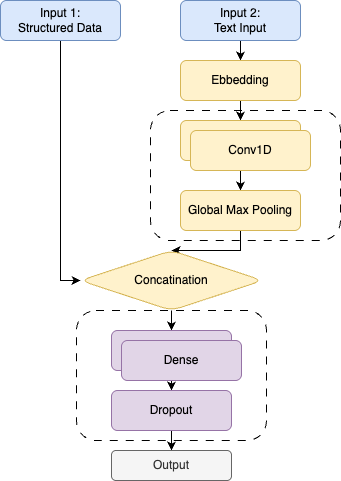 Input 1:
Structured Data
Input 2:
Text Input
Ebbedding
Conv1D
Global Max Pooling
Concatination
Dense
Dropout
Output